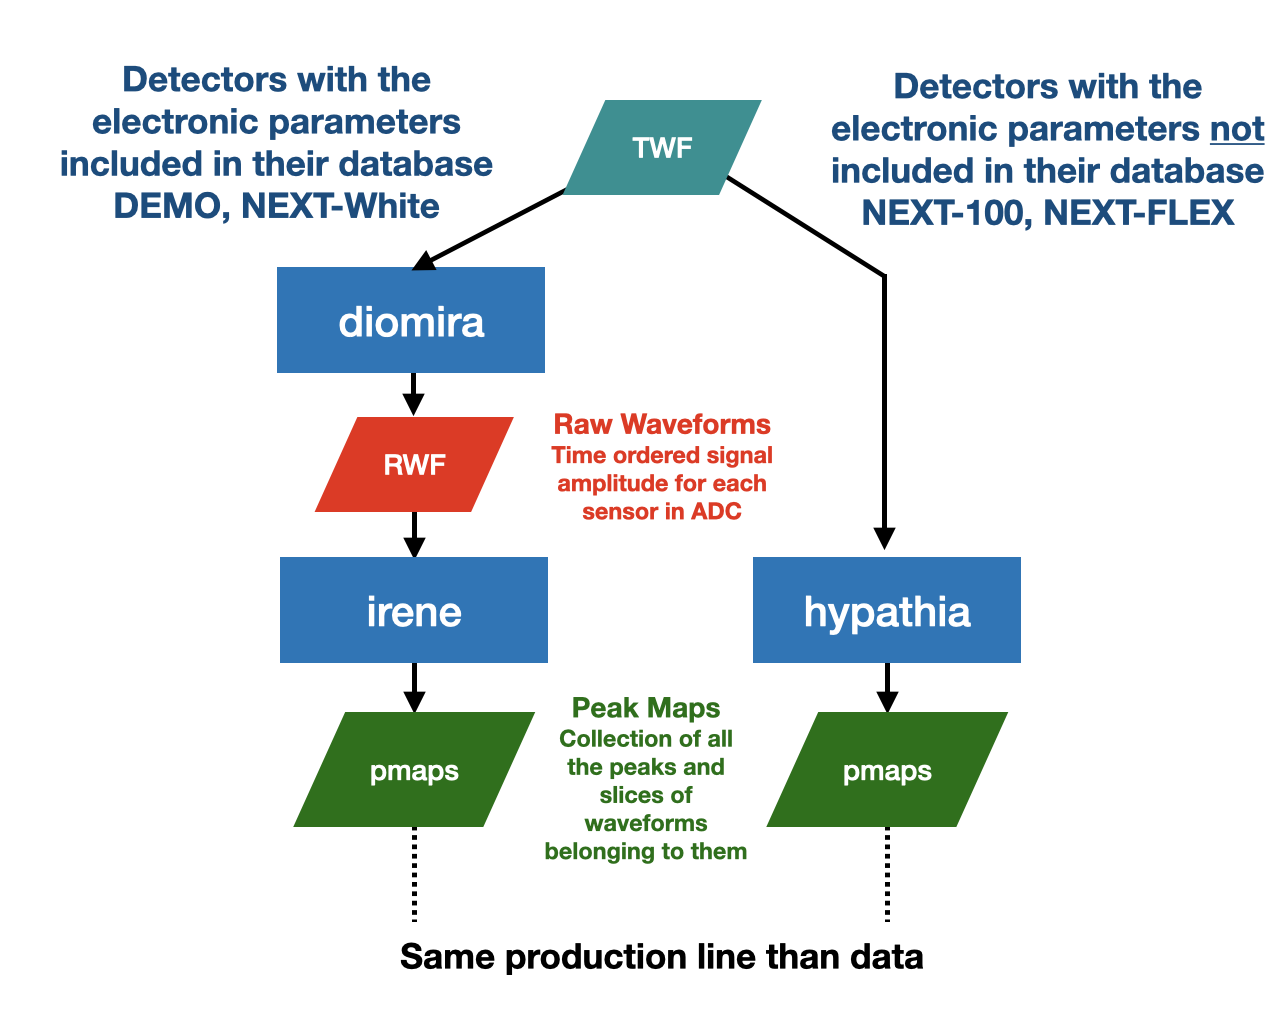 Detectors with the
electronic parameters
included in their database
DEMO, NEXT-White
TWF
Detectors with the
electronic parameters not
included in their database
NEXT-100, NEXT-FLEX
diomira
RWF
Raw Waveforms
Time ordered signal
amplitude for each
sensor in ADC
irene
hypathia
pmaps
Peak Maps
Collection of all
the peaks and
slices of
waveforms
belonging to them
pmaps
Same production line than data